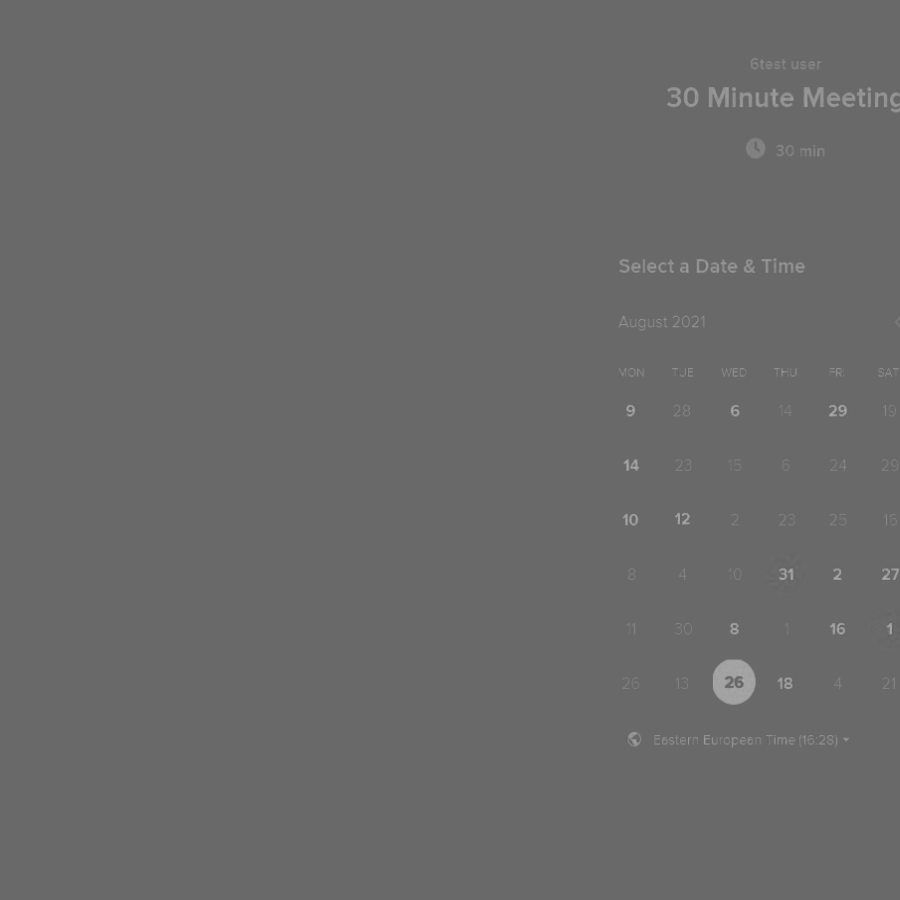 6test user
30 Minute Meeting
30 min
Select a Date & Time
August 2021
MON TUE WED THU FRI SAT
9 28 6 14 29 19
14 23 15 6 24 29
10 12 2 23 25 16
8 4 10 31 2 27
11 30 8 1 16 1
26 13 26 18 4 21
Eastern European Time (16:28)